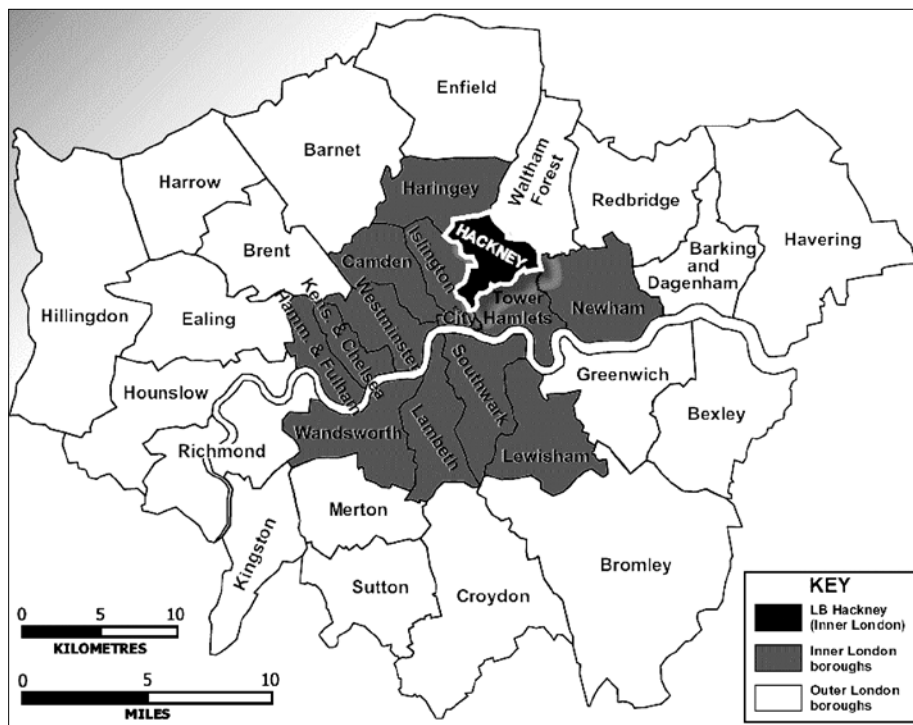 Enfield
Barnet
Harrow
Haringey
Waltham
Forest
Redbridge
Havering
Brent
Camden
Islington
HACKNEY
Barking
and
Dagenham
Hillingdon
Ealing
Hamm. & Fulham
Kens. & Chelsea
Westminster
City
Tower
Hamlets
Newham
Hounslow
Richmond
Wandsworth
Lambeth
Southwark
Lewisham
Greenwich
Bexley
Merton
Kingston
Sutton
Croydon
Bromley
0 5 10
KILOMETRES
0 5 10
MILES
KEY
LB Hackney
(Inner London)
Inner London
boroughs
Outer London
boroughs